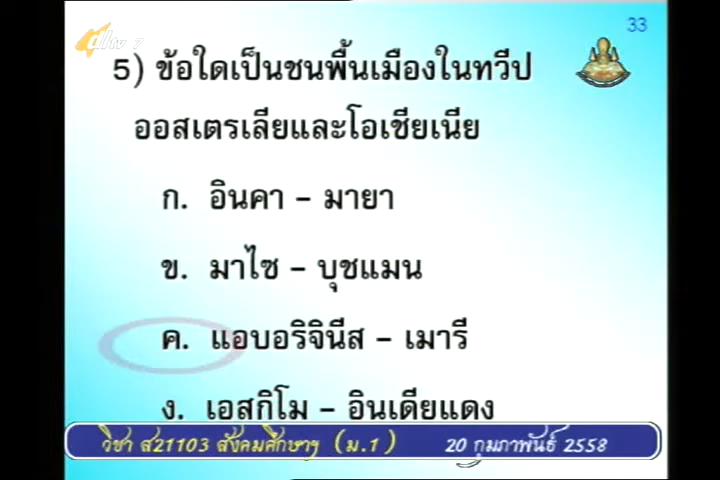 dltv 7
33
5) ข้อใดเป็นชนพื้นเมืองในทวีป
ออสเตรเลียและโอเชียเนีย
ก. อินคา - มายา
ข. มาไซ - บุชแมน
ค. แอบอริจินีส - เมารี
ง. เอสกิโม - อินเดียแดง
วิชา ส21103 สังคมศึกษาฯ (ม.1) 20 กุมภาพันธ์ 2558